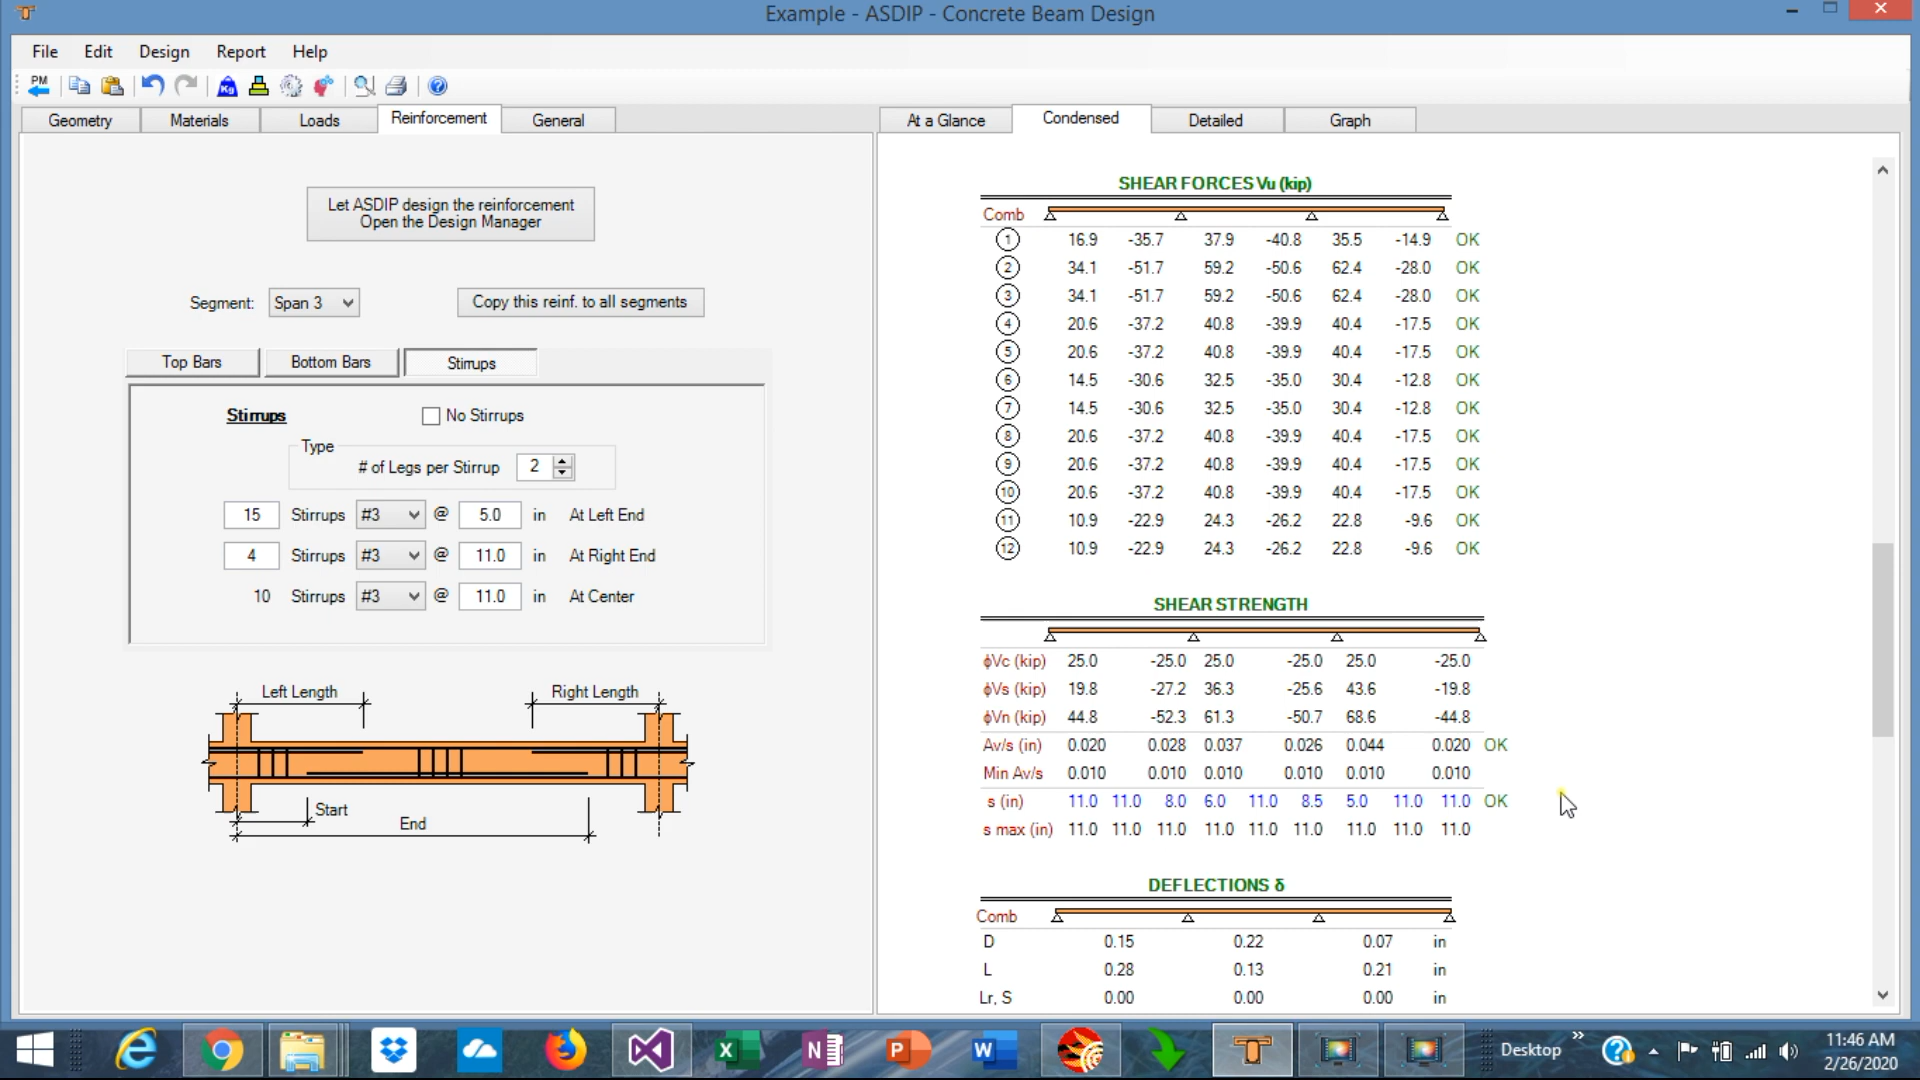 Example - ASDIP - Concrete Beam Design
File Edit Design Report Help
PM Kg ?
Geometry Materials Loads Reinforcement General
At a Glance Condensed Detailed Graph
Let ASDIP design the reinforcement
Open the Design Manager
Segment: Span 3 Copy this reinf. to all segments
Top Bars Bottom Bars Stirrups
Stirrups No Stirrups
Type
# of Legs per Stirrup 2
15 Stirrups #3 @ 5.0 in At Left End
4 Stirrups #3 @ 11.0 in At Right End
10 Stirrups #3 @ 11.0 in At Center
Left Length Right Length
Start
End
SHEAR FORCES Vu (kip)
Comb
1 16.9 -35.7 37.9 -40.8 35.5 -14.9 OK
2 34.1 -51.7 59.2 -50.6 62.4 -28.0 OK
3 34.1 -51.7 59.2 -50.6 62.4 -28.0 OK
4 20.6 -37.2 40.8 -39.9 40.4 -17.5 OK
5 20.6 -37.2 40.8 -39.9 40.4 -17.5 OK
6 14.5 -30.6 32.5 -35.0 30.4 -12.8 OK
7 14.5 -30.6 32.5 -35.0 30.4 -12.8 OK
8 20.6 -37.2 40.8 -39.9 40.4 -17.5 OK
9 20.6 -37.2 40.8 -39.9 40.4 -17.5 OK
10 20.6 -37.2 40.8 -39.9 40.4 -17.5 OK
11 10.9 -22.9 24.3 -26.2 22.8 -9.6 OK
12 10.9 -22.9 24.3 -26.2 22.8 -9.6 OK
SHEAR STRENGTH
ϕVc (kip) 25.0 -25.0 25.0 -25.0 25.0 -25.0
ϕVs (kip) 19.8 -27.2 36.3 -25.6 43.6 -19.8
ϕVn (kip) 44.8 -52.3 61.3 -50.7 68.6 -44.8
Av/s (in) 0.020 0.028 0.037 0.026 0.044 0.020 OK
Min Av/s 0.010 0.010 0.010 0.010 0.010 0.010
s (in) 11.0 11.0 8.0 6.0 11.0 8.5 5.0 11.0 11.0 OK
s max (in) 11.0 11.0 11.0 11.0 11.0 11.0 11.0 11.0 11.0
DEFLECTIONS δ
Comb
D 0.15 0.22 0.07 in
L 0.28 0.13 0.21 in
Lr, S 0.00 0.00 0.00 in
Desktop 11:46 AM
2/26/2020